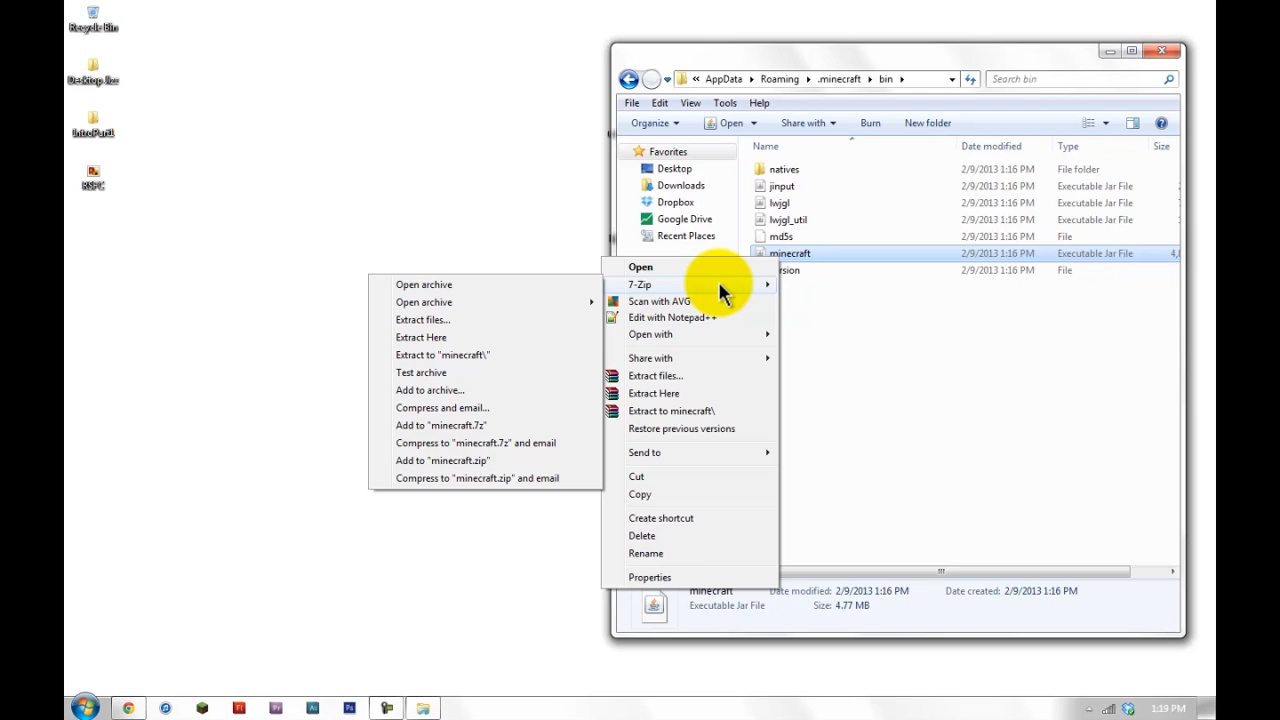 Recycle Bin
Desktop Jizz
IntroPart1
« AppData Roaming .minecraft bin
Search bin
File Edit View Tools Help
Organize Open Share with Burn New folder
Name Date modified Type Size
Favorites
Desktop
Downloads
Dropbox
Google Drive
Recent Places
natives 2/9/2013 1:16 PM File folder
jinput 2/9/2013 1:16 PM Executable Jar File
lwjgl 2/9/2013 1:16 PM Executable Jar File
lwjgl_util 2/9/2013 1:16 PM Executable Jar File
md5s 2/9/2013 1:16 PM File
minecraft 2/9/2013 1:16 PM Executable Jar File 4,
ersion 2/9/2013 1:16 PM File
Open
7-Zip
Scan with AVG
Edit with Notepad++
Open with
Share with
Extract files...
Extract Here
Extract to minecraft\
Restore previous versions
Send to
Cut
Copy
Create shortcut
Delete
Rename
Properties
Open archive
Open archive
Extract files...
Extract Here
Extract to "minecraft\"
Test archive
Add to archive...
Compress and email...
Add to "minecraft.7z"
Compress to "minecraft.7z" and email
Add to "minecraft.zip"
Compress to "minecraft.zip" and email
minecraft Date modified: 2/9/2013 1:16 PM Date created: 2/9/2013 1:16 PM
Executable Jar File Size: 4.77 MB
Fl Pr Au Ps
1:19 PM